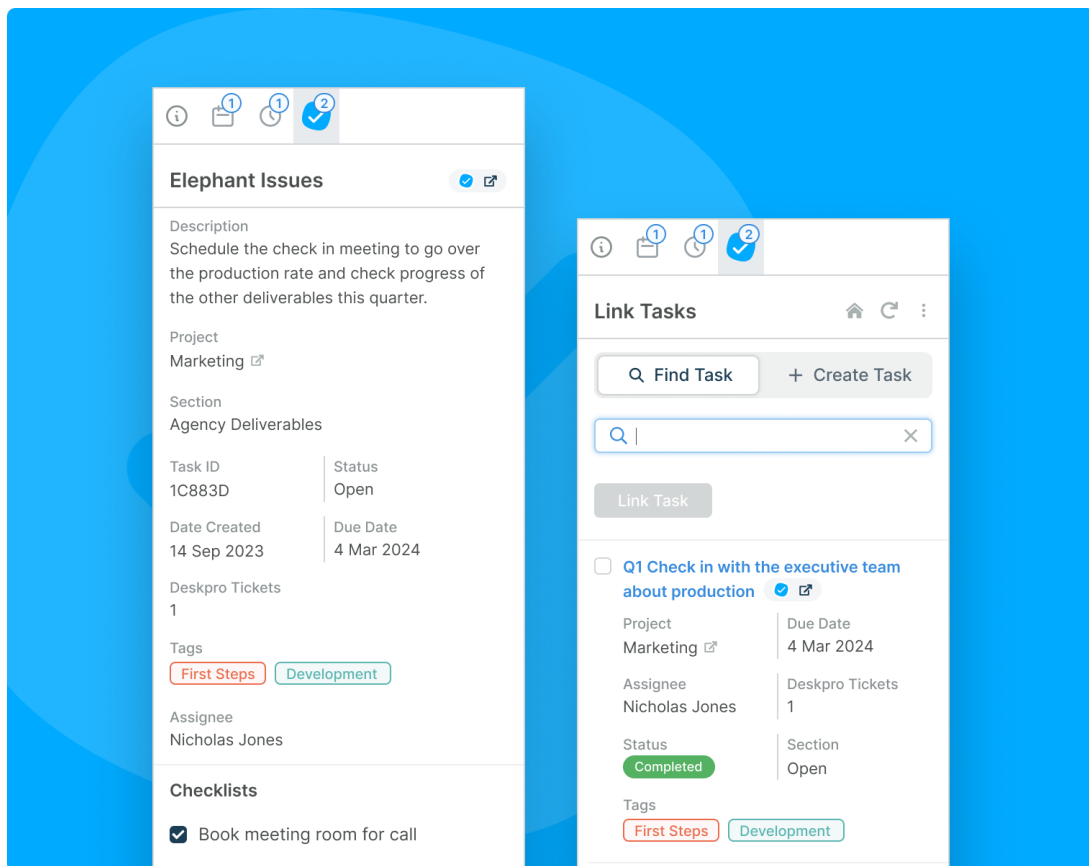 1 1 2
Elephant Issues
Description
Schedule the check in meeting to go over
the production rate and check progress of
the other deliverables this quarter.
Project
Marketing
Section
Agency Deliverables
Task ID Status
1C883D Open
Date Created Due Date
14 Sep 2023 4 Mar 2024
Deskpro Tickets
1
Tags
First Steps Development
Assignee
Nicholas Jones
Checklists
Book meeting room for call
1 1 2
Link Tasks
Find Task + Create Task
Link Task
Q1 Check in with the executive team
about production
Project Due Date
Marketing 4 Mar 2024
Assignee Deskpro Tickets
Nicholas Jones 1
Status Section
Completed Open
Tags
First Steps Development